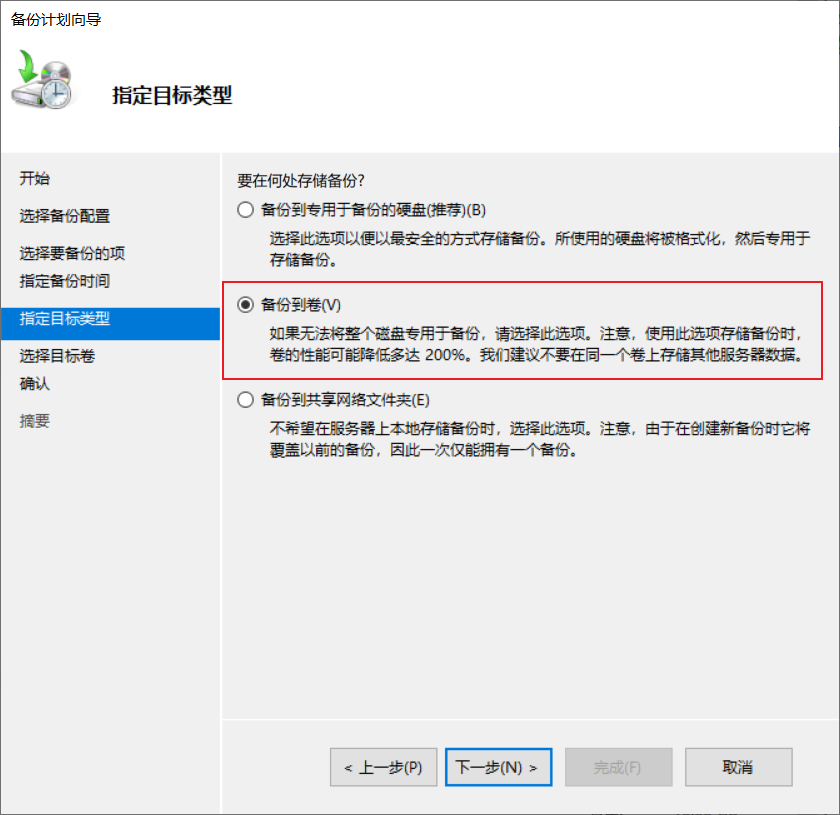 备份计划向导
指定目标类型
开始
选择备份配置
选择要备份的项
指定备份时间
指定目标类型
选择目标卷
确认
摘要
要在何处存储备份?
备份到专用于备份的硬盘(推荐)(B)
选择此选项以便以最安全的方式存储备份。所使用的硬盘将被格式化，然后专用于
存储备份。
备份到卷(V)
如果无法将整个磁盘专用于备份，请选择此选项。注意，使用此选项存储备份时，
卷的性能可能降低多达 200%。我们建议不要在同一个卷上存储其他服务器数据。
备份到共享网络文件夹(E)
不希望在服务器上本地存储备份时，选择此选项。注意，由于在创建新备份时它将
覆盖以前的备份，因此一次仅能拥有一个备份。
< 上一步(P)
下一步(N) >
完成(F)
取消